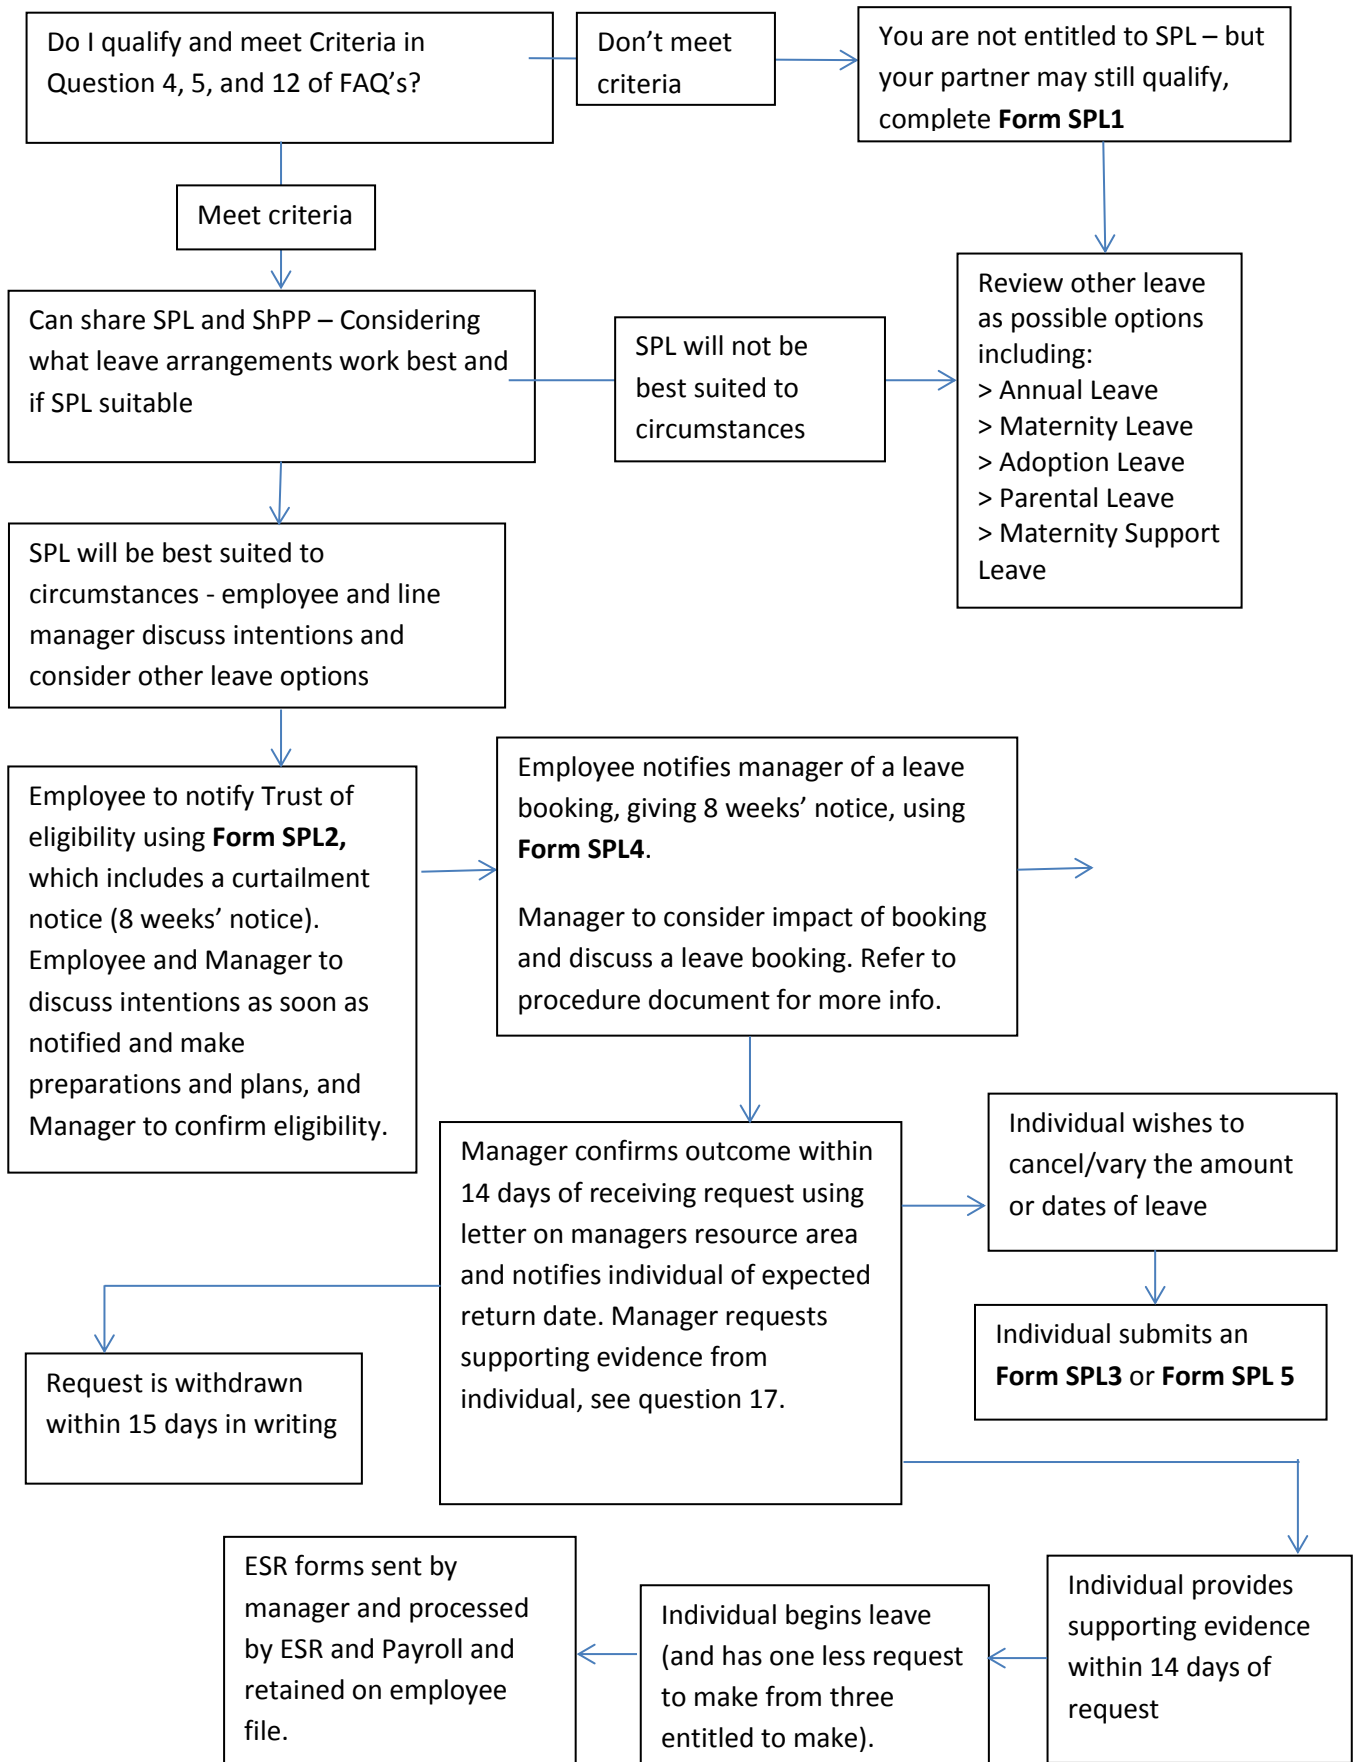 Do I qualify and meet Criteria in
Question 4, 5, and 12 of FAQ's?
Don't meet
criteria
You are not entitled to SPL – but
your partner may still qualify,
complete Form SPL1
Meet criteria
Can share SPL and ShPP – Considering
what leave arrangements work best and
if SPL suitable
SPL will not be
best suited to
circumstances
Review other leave
as possible options
including:
> Annual Leave
> Maternity Leave
> Adoption Leave
> Parental Leave
> Maternity Support
Leave
SPL will be best suited to
circumstances - employee and line
manager discuss intentions and
consider other leave options
Employee to notify Trust of
eligibility using Form SPL2,
which includes a curtailment
notice (8 weeks' notice).
Employee and Manager to
discuss intentions as soon as
notified and make
preparations and plans, and
Manager to confirm eligibility.
Employee notifies manager of a leave
booking, giving 8 weeks' notice, using
Form SPL4.
Manager to consider impact of booking
and discuss a leave booking. Refer to
procedure document for more info.
Manager confirms outcome within
14 days of receiving request using
letter on managers resource area
and notifies individual of expected
return date. Manager requests
supporting evidence from
individual, see question 17.
Individual wishes to
cancel/vary the amount
or dates of leave
Individual submits an
Form SPL3 or Form SPL 5
Request is withdrawn
within 15 days in writing
Individual provides
supporting evidence
within 14 days of
request
Individual begins leave
(and has one less request
to make from three
entitled to make).
ESR forms sent by
manager and processed
by ESR and Payroll and
retained on employee
file.